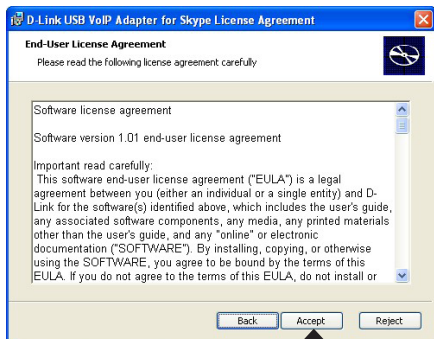 D-Link USB VoIP Adapter for Skype License Agreement
End-User License Agreement
Please read the following license agreement carefully
Software license agreement
Software version 1.01 end-user license agreement
Important read carefully:
This software end-user license agreement ("EULA") is a legal
agreement between you (either an individual or a single entity) and D-
Link for the software(s) identified above, which includes the user's guide,
any associated software components, any media, any printed materials
other than the user's guide, and any "online" or electronic
documentation ("SOFTWARE"). By installing, copying, or otherwise
using the SOFTWARE, you agree to be bound by the terms of this
EULA. If you do not agree to the terms of this EULA, do not install or
Back Accept Reject